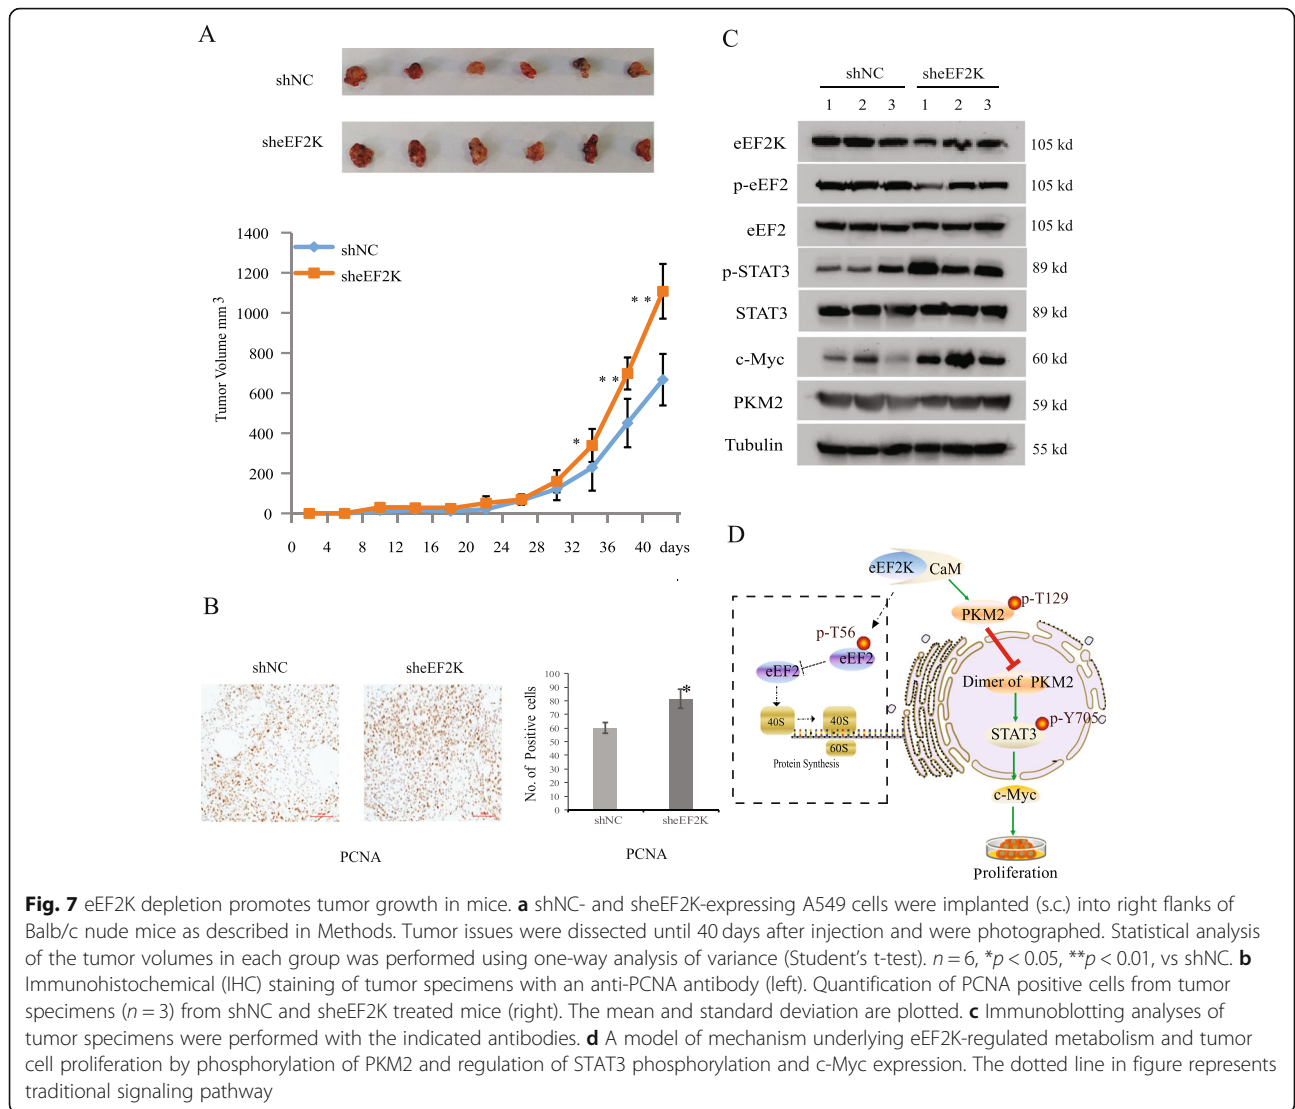 A
shNC
sheEF2K
1400
1200
1000
800
600
400
200
0
Tumor Volume mm 3
shNC
sheEF2K
*
* *
* *
0 4 8 12 16 20 24 28 32 36 40 days
B
shNC sheEF2K
PCNA
No. of Positive cells
100
90
80
70
60
50
40
30
20
10
0
*
shNC sheEF2K
PCNA
C
shNC sheEF2K
1 2 3 1 2 3
eEF2K 105 kd
p-eEF2 105 kd
eEF2 105 kd
p-STAT3 89 kd
STAT3 89 kd
c-Myc 60 kd
PKM2 59 kd
Tubulin 55 kd
D
eEF2K CaM
p-T129
PKM2
p-T56
eEF2
eEF2
Dimer of PKM2
p-Y705
STAT3
40S 40S
60S
Protein Synthesis
c-Myc
Proliferation
Fig. 7 eEF2K depletion promotes tumor growth in mice. a shNC- and sheEF2K-expressing A549 cells were implanted (s.c.) into right flanks of
Balb/c nude mice as described in Methods. Tumor issues were dissected until 40 days after injection and were photographed. Statistical analysis
of the tumor volumes in each group was performed using one-way analysis of variance (Student's t-test). n = 6, *p < 0.05, **p < 0.01, vs shNC. b
Immunohistochemical (IHC) staining of tumor specimens with an anti-PCNA antibody (left). Quantification of PCNA positive cells from tumor
specimens (n = 3) from shNC and sheEF2K treated mice (right). The mean and standard deviation are plotted. c Immunoblotting analyses of
tumor specimens were performed with the indicated antibodies. d A model of mechanism underlying eEF2K-regulated metabolism and tumor
cell proliferation by phosphorylation of PKM2 and regulation of STAT3 phosphorylation and c-Myc expression. The dotted line in figure represents
traditional signaling pathway